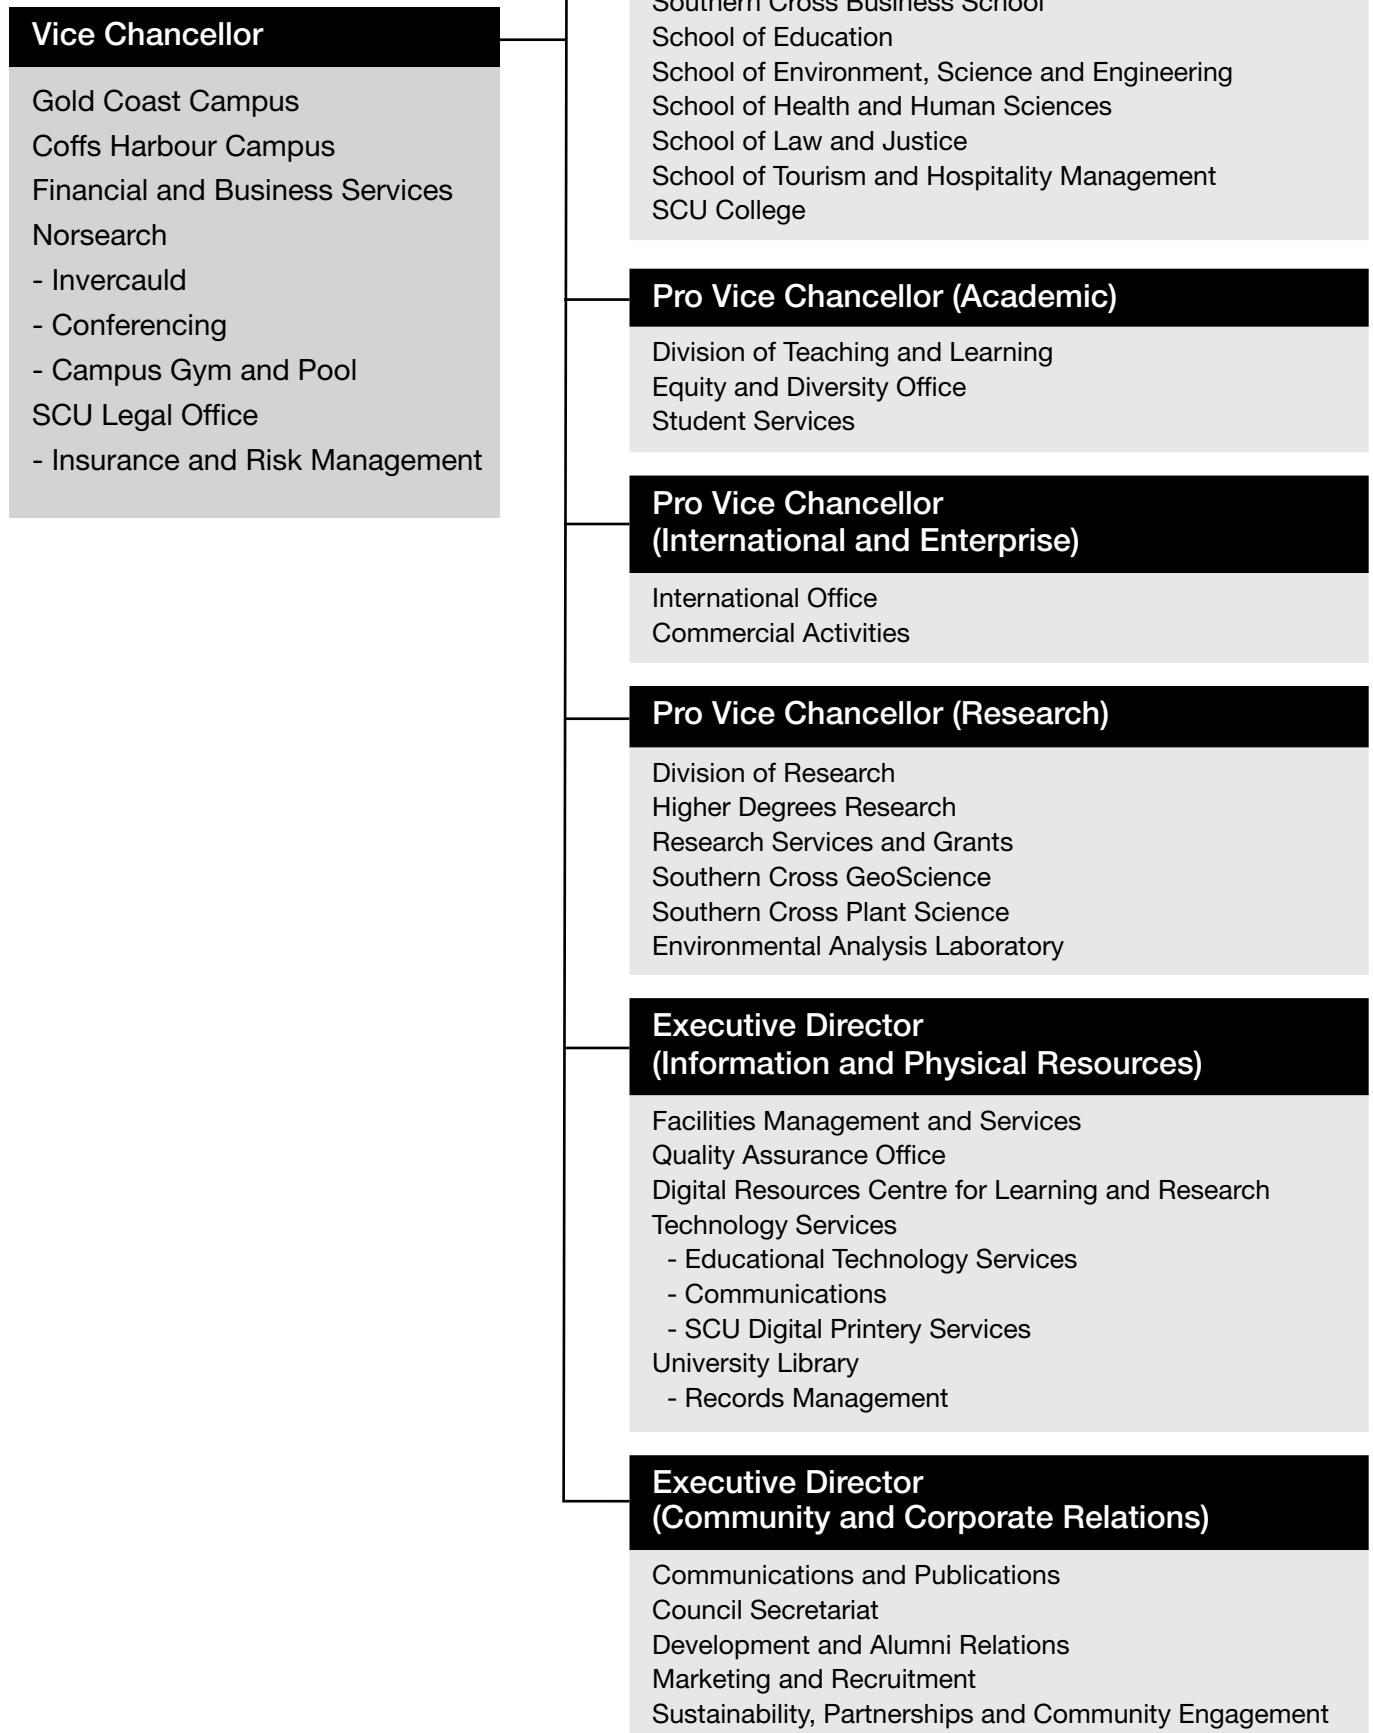 Vice Chancellor
Gold Coast Campus
Coffs Harbour Campus
Financial and Business Services
Norsearch
- Invercauld
- Conferencing
- Campus Gym and Pool
SCU Legal Office
- Insurance and Risk Management
Southern Cross Business School
School of Education
School of Environment, Science and Engineering
School of Health and Human Sciences
School of Law and Justice
School of Tourism and Hospitality Management
SCU College
Pro Vice Chancellor (Academic)
Division of Teaching and Learning
Equity and Diversity Office
Student Services
Pro Vice Chancellor
(International and Enterprise)
International Office
Commercial Activities
Pro Vice Chancellor (Research)
Division of Research
Higher Degrees Research
Research Services and Grants
Southern Cross GeoScience
Southern Cross Plant Science
Environmental Analysis Laboratory
Executive Director
(Information and Physical Resources)
Facilities Management and Services
Quality Assurance Office
Digital Resources Centre for Learning and Research
Technology Services
- Educational Technology Services
- Communications
- SCU Digital Printery Services
University Library
- Records Management
Executive Director
(Community and Corporate Relations)
Communications and Publications
Council Secretariat
Development and Alumni Relations
Marketing and Recruitment
Sustainability, Partnerships and Community Engagement